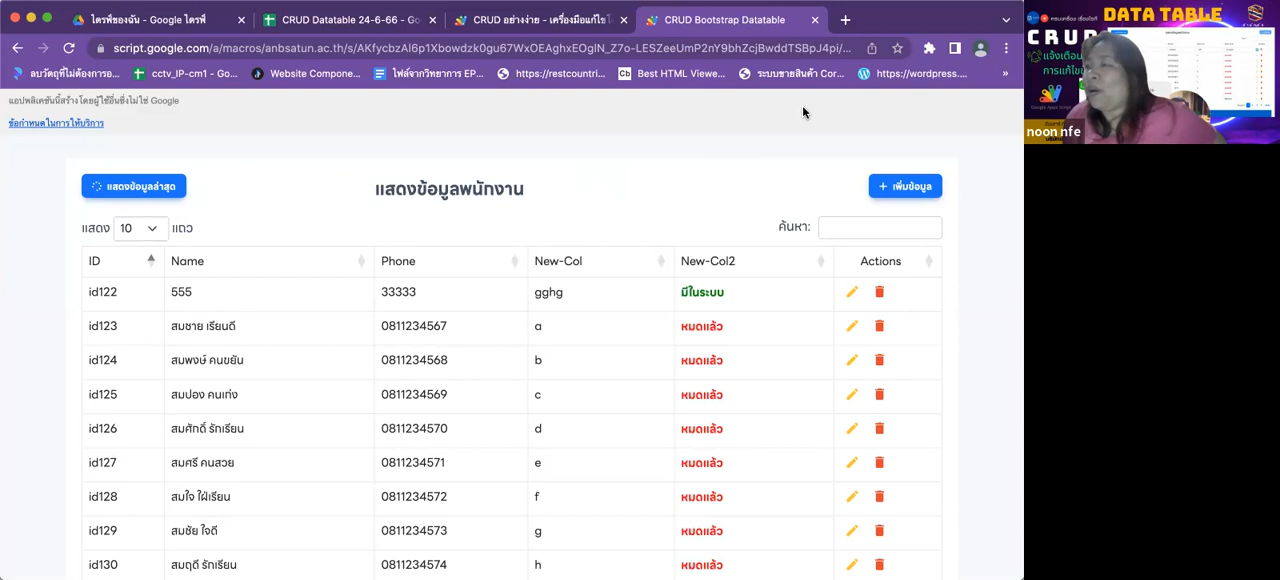 ไดรฟ์ของฉัน - Google ไดรฟ์
CRUD Datatable 24-6-66 - Go
CRUD อย่างง่าย - เครื่องมือแก้ไข
CRUD Bootstrap Datatable
script.google.com/a/macros/anbsatun.ac.th/s/AKfycbzAl6p1Xowdzk0gu67WxOEAghxEOgIN_Z7o-LESZeeUmP2nY9bhZcjBwddTSBpJ4pI/...
ลบวัตถุที่ไม่ต้องการอ...
cctv_IP-cm1 - Go...
Website Compone...
ไฟล์จากวิทยาการ EP...
https://restcountri...
Best HTML Viewe...
ระบบขายสินค้า Cor...
https://wordpress....
»
แอปพลิเคชันนี้สร้างโดยผู้ใช้อื่นซึ่งไม่ใช่ Google
ข้อกำหนดในการให้บริการ
แสดงข้อมูลล่าสุด
แสดงข้อมูลพนักงาน
+ เพิ่มข้อมูล
แสดง 10 แถว
ค้นหา:
ID Name Phone New-Col New-Col2 Actions
id122 555 33333 gghg มีในระบบ
id123 สมชาย เรียนดี 0811234567 a หมดแล้ว
id124 สมพงษ์ คนขยัน 0811234568 b หมดแล้ว
id125 สมปอง คนเก่ง 0811234569 c หมดแล้ว
id126 สมศักดิ์ รักเรียน 0811234570 d หมดแล้ว
id127 สมศรี คนสวย 0811234571 e หมดแล้ว
id128 สมใจ ใฝ่เรียน 0811234572 f หมดแล้ว
id129 สมชัย ใจดี 0811234573 g หมดแล้ว
id130 สมฤดี รักเรียน 0811234574 h หมดแล้ว
DATA TABLE
CRUD
แจ้งเตือน
การแก้ไข
noon nfe